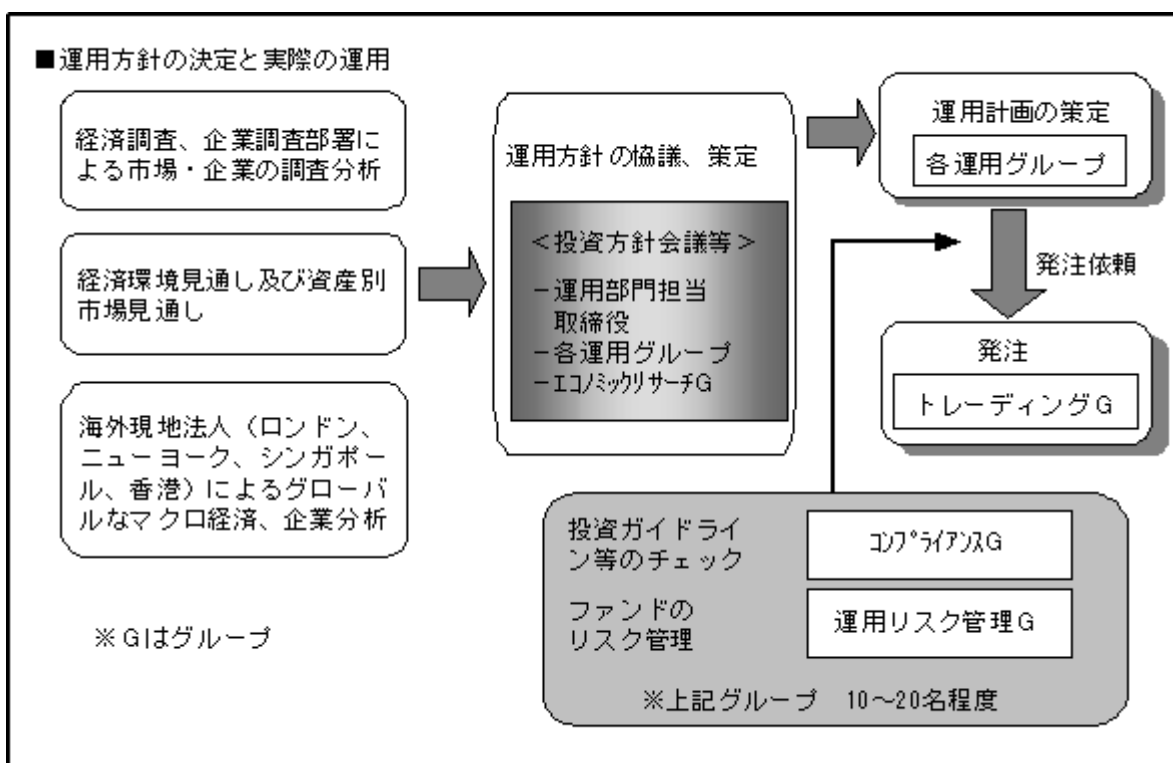 ■運用方針の決定と実際の運用
経済調査、企業調査部署に
よる市場・企業の調査分析
経済環境見通し及び資産別
市場見通し
海外現地法人（ロンドン、
ニューヨーク、シンガポー
ル、香港）によるグローバ
ルなマクロ経済、企業分析
※Gはグループ
運用方針の協議、策定
＜投資方針会議等＞
－運用部門担当
取締役
－各運用グループ
－ｴｺﾉﾐｯｸﾘｻｰﾁG
運用計画の策定
各運用グループ
発注依頼
発注
トレーディングG
投資ガイドライ
ン等のチェック
ｺﾝﾌﾟﾗｲｱﾝｽG
ファンドの
リスク管理
運用リスク管理G
※上記グループ　10～20名程度